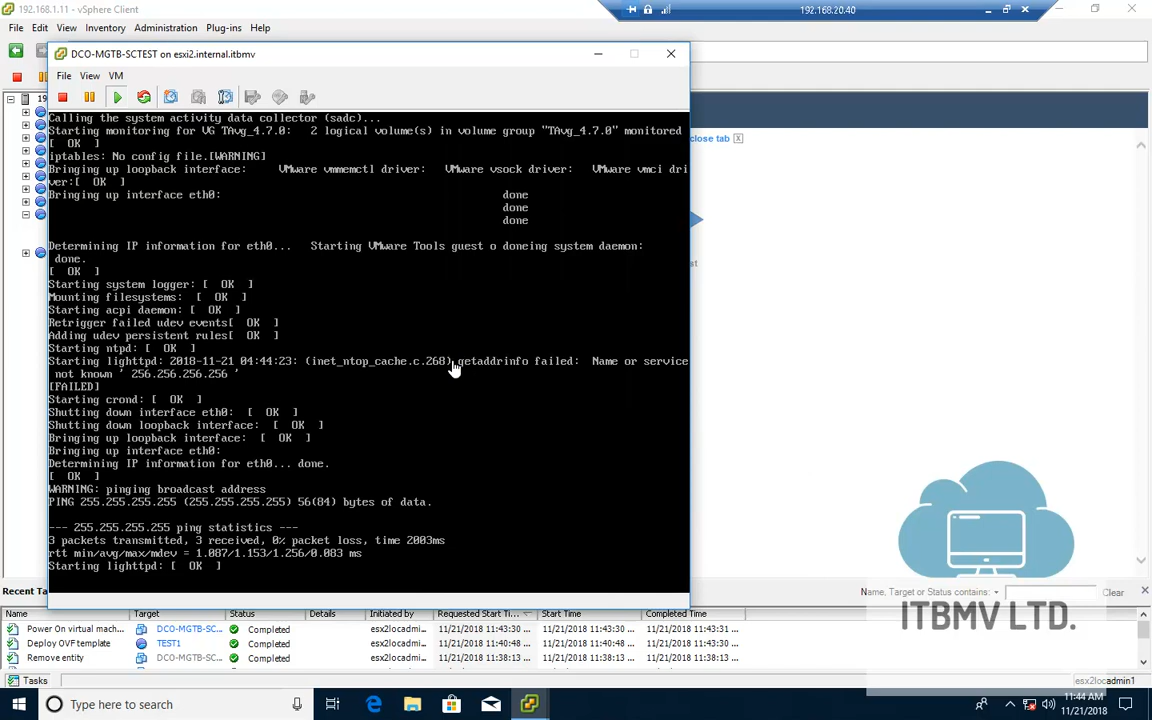 192.168.1.11 - vSphere Client
192.168.20.40
File Edit View Inventory Administration Plug-ins Help
DCO-MGTB-SCTEST on esxi2.internal.itbmv
File View VM
19
close tab X
Calling the system activity data collector (sadc)...
Starting monitoring for VG TAvg_4.7.0: 2 logical volume(s) in volume group "TAvg_4.7.0" monitored
[ OK ]
iptables: No config file.[WARNING]
Bringing up loopback interface: VMware vmmemctl driver: VMware vsock driver: VMware vmci dri
ver:[ OK ]
Bringing up interface eth0: done
done
done
Determining IP information for eth0... Starting VMware Tools guest o doneing system daemon:
done.
[ OK ]
Starting system logger: [ OK ]
Mounting filesystems: [ OK ]
Starting acpi daemon: [ OK ]
Retrigger failed udev events[ OK ]
Adding udev persistent rules[ OK ]
Starting ntpd: [ OK ]
Starting lighttpd: 2018-11-21 04:44:23: (inet_ntop_cache.c.268) getaddrinfo failed: Name or service
not known ' 256.256.256.256 '
[FAILED]
Starting crond: [ OK ]
Shutting down interface eth0: [ OK ]
Shutting down loopback interface: [ OK ]
Bringing up loopback interface: [ OK ]
Bringing up interface eth0:
Determining IP information for eth0... done.
[ OK ]
WARNING: pinging broadcast address
PING 255.255.255.255 (255.255.255.255) 56(84) bytes of data.
--- 255.255.255.255 ping statistics ---
3 packets transmitted, 3 received, 0% packet loss, time 2003ms
rtt min/avg/max/mdev = 1.087/1.153/1.256/0.083 ms
Starting lighttpd: [ OK ]
Recent Ta
Name, Target or Status contains: Clear
ITBMV LTD.
Name Target Status Details Initiated by Requested Start Ti... Start Time Completed Time
Power On virtual mach... DCO-MGTB-SC... Completed esx2locadmi... 11/21/2018 11:43:30 11/21/2018 11:43:30 11/21/2018 11:43:31
Deploy OVF template TEST1 Completed esx2locadmi... 11/21/2018 11:40:48 11/21/2018 11:40:48 11/21/2018 11:43:20
Remove entity DCO-MGTB-SC... Completed esx2locadmi... 11/21/2018 11:38:13 11/21/2018 11:38:13 11/21/2018 11:38:13
Tasks
esx2locadmin1
Type here to search
11:44 AM
11/21/2018